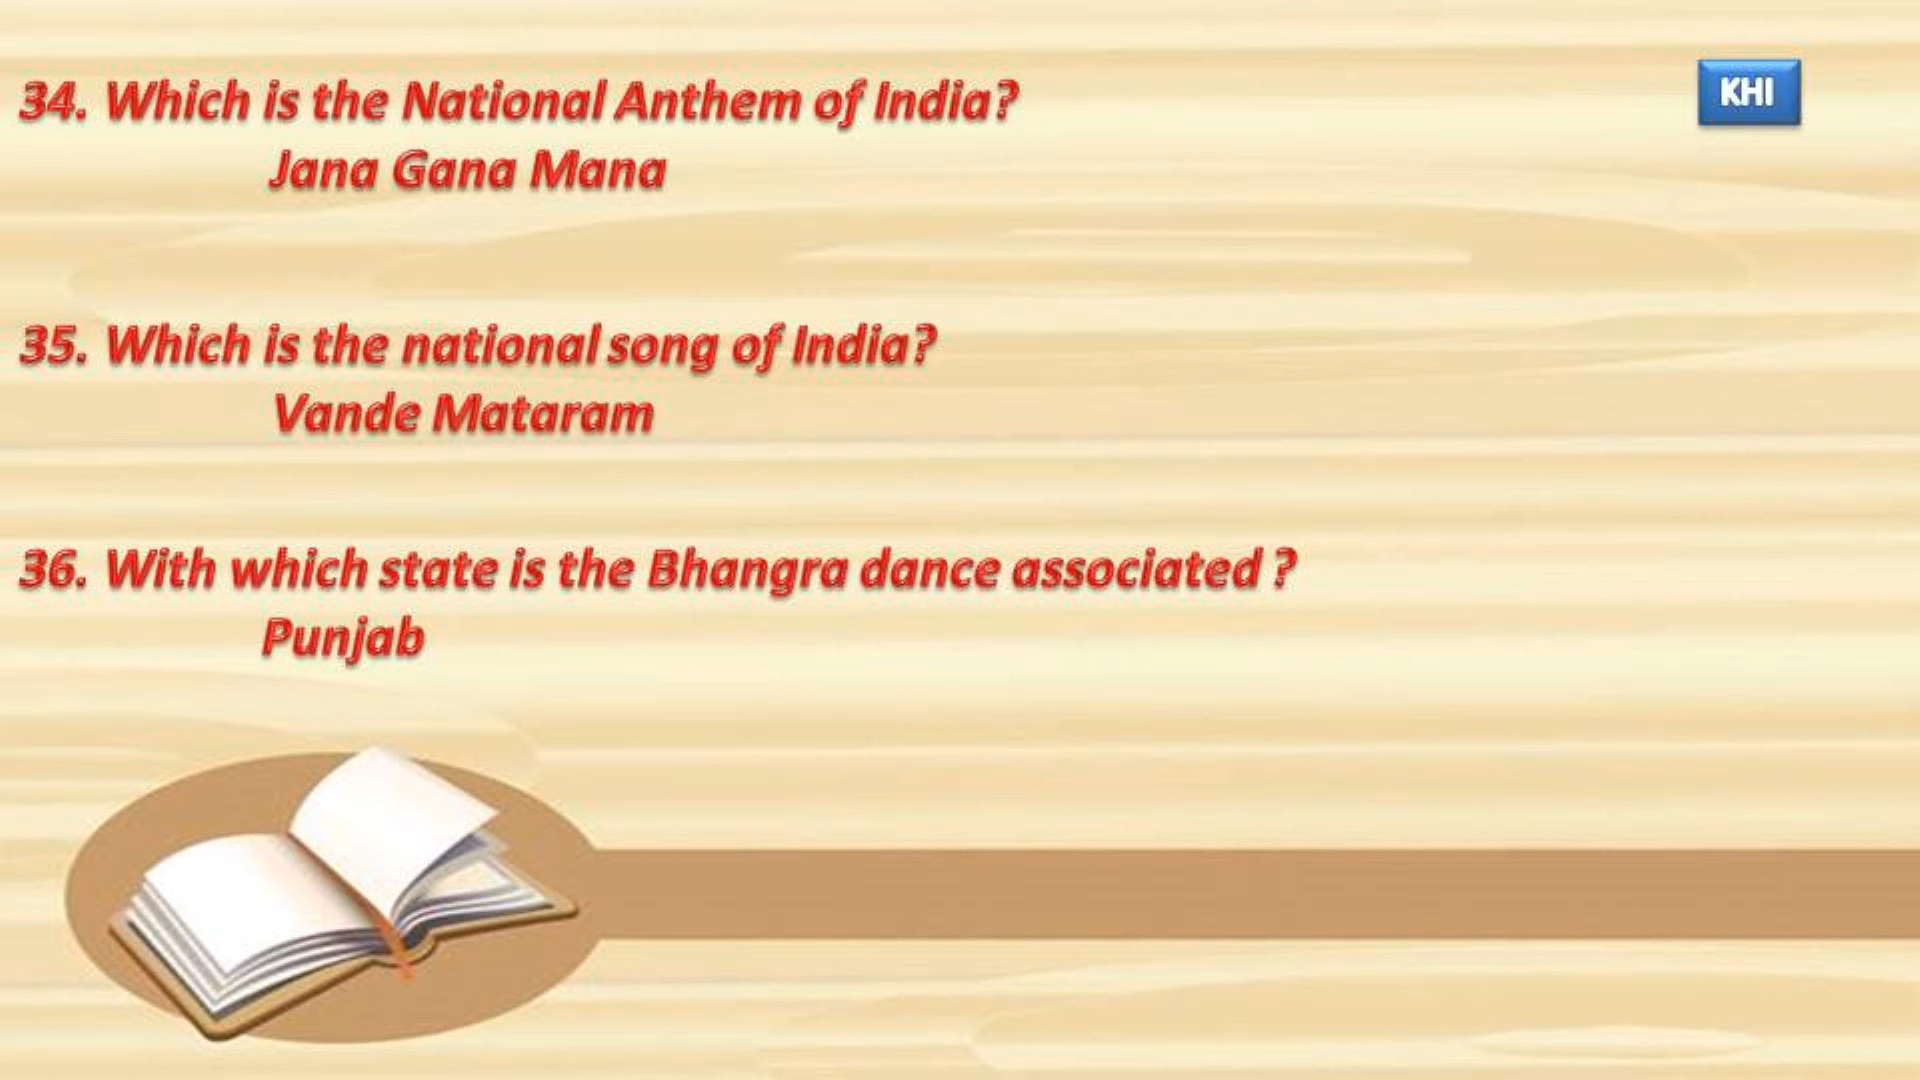 34. Which is the National Anthem of India?
KHI
Jana Gana Mana
35. Which is the national song of India?
Vande Mataram
36. With which state is the Bhangra dance associated ?
Punjab